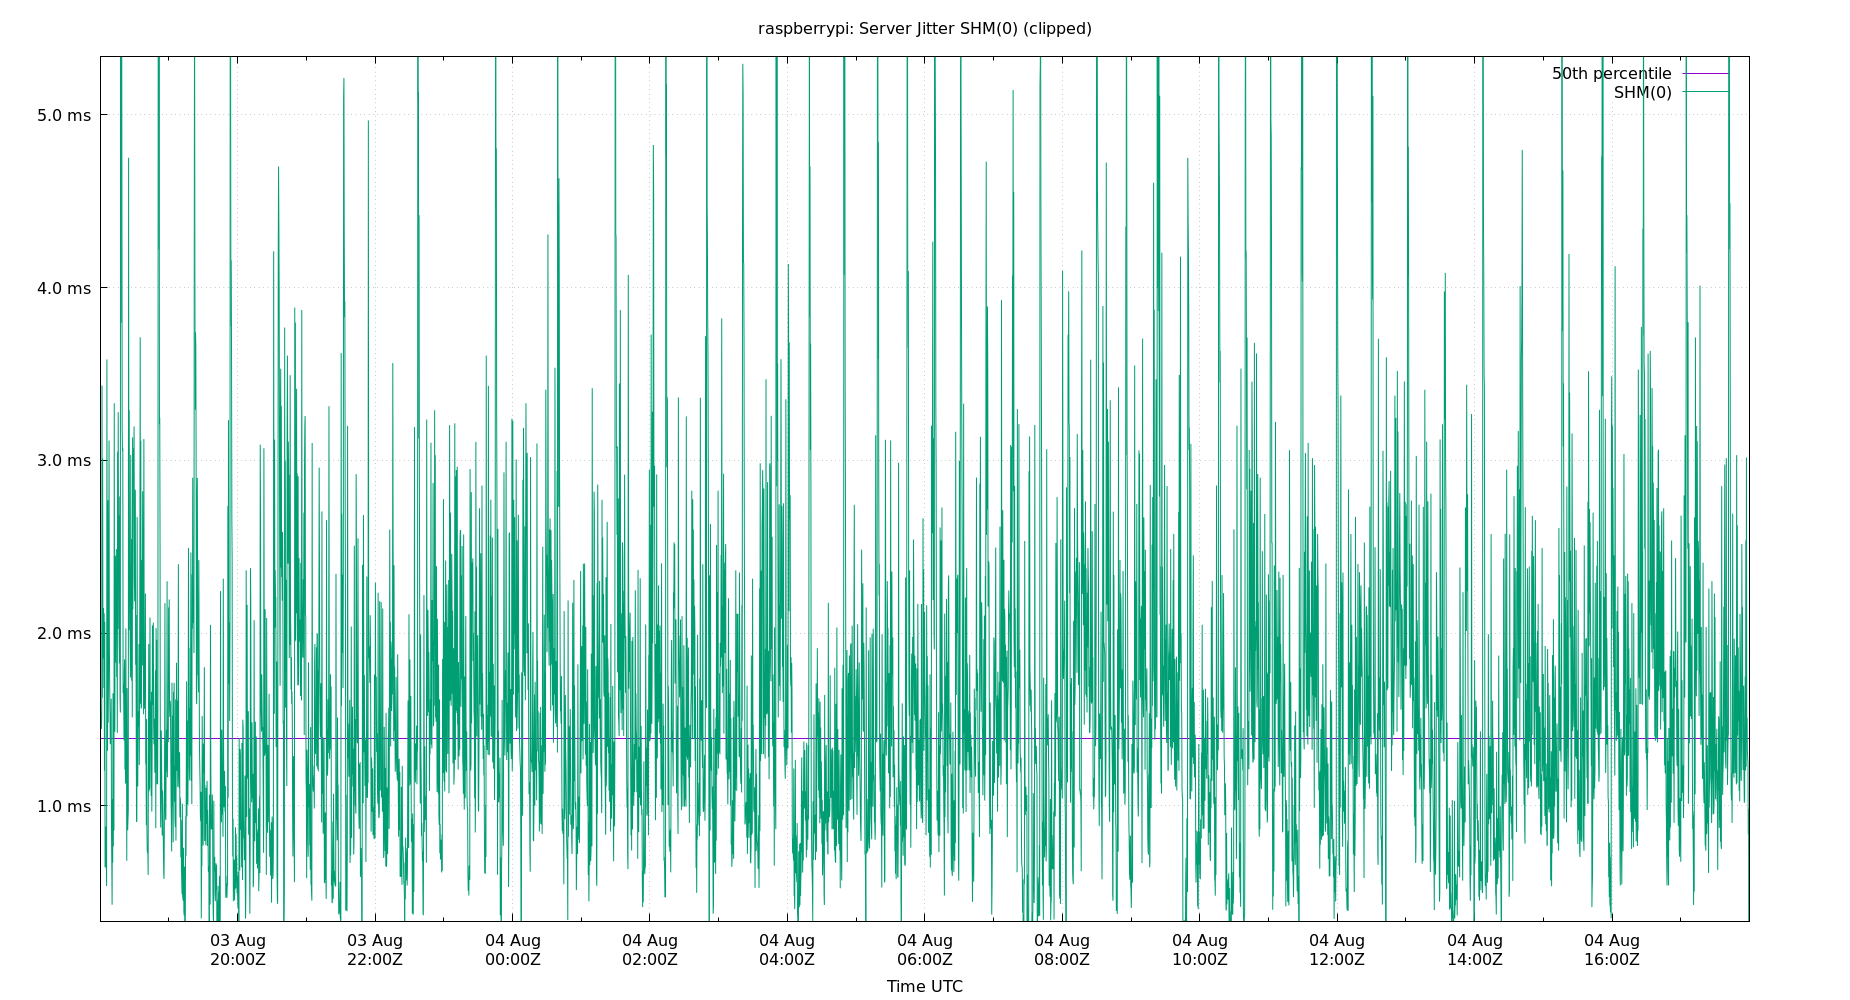 raspberrypi: Server Jitter SHM(0) (clipped)
50th percentile
SHM(0)
5.0 ms
4.0 ms
3.0 ms
2.0 ms
1.0 ms
03 Aug 03 Aug 04 Aug 04 Aug 04 Aug 04 Aug 04 Aug 04 Aug 04 Aug 04 Aug 04 Aug
20:00Z 22:00Z 00:00Z 02:00Z 04:00Z 06:00Z 08:00Z 10:00Z 12:00Z 14:00Z 16:00Z
Time UTC